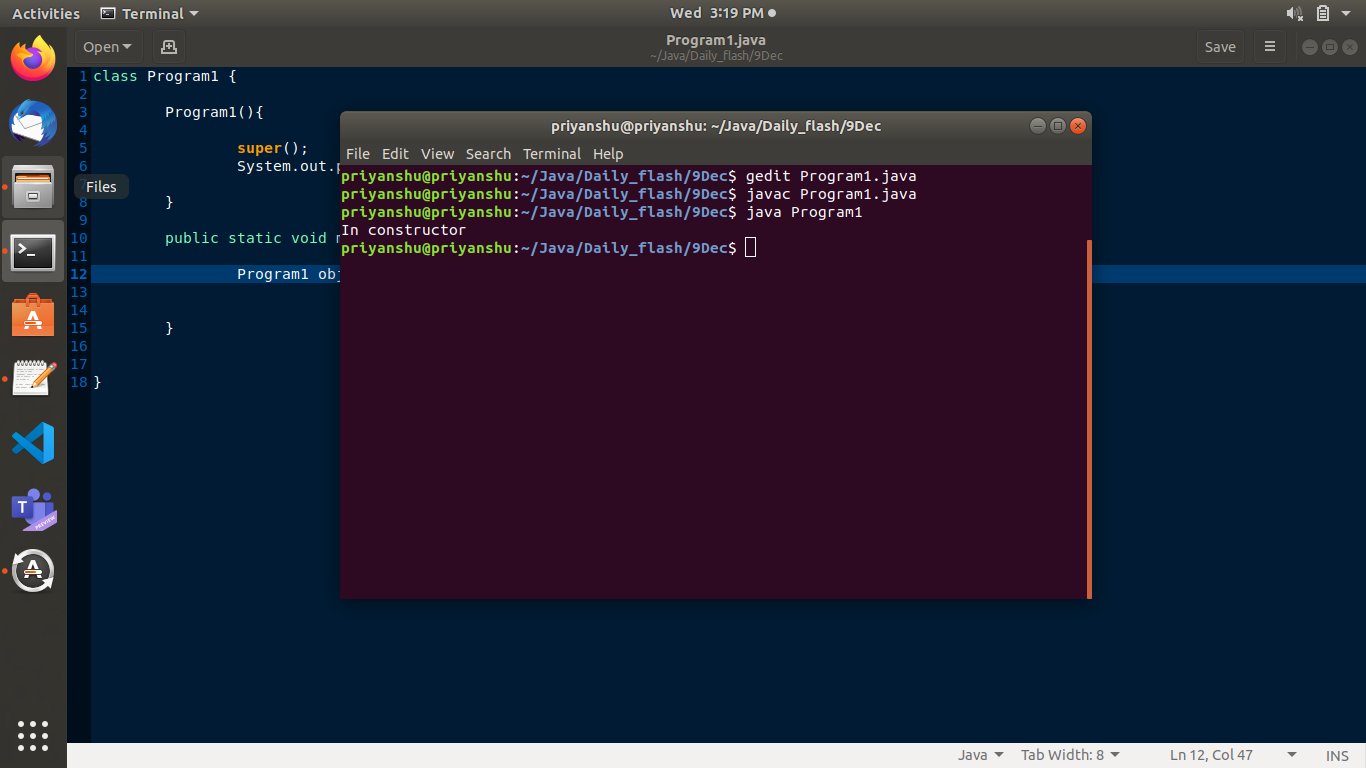 Activities Terminal Wed 3:19 PM
Open Program1.java Save
~/Java/Daily_flash/9Dec
1 class Program1 {
2
3 Program1(){
4
5 super();
6 System.out.p
Files
8 }
9
10 public static void m
11
12 Program1 obj
13
14
15 }
16
17
18 }
priyanshu@priyanshu: ~/Java/Daily_flash/9Dec
File Edit View Search Terminal Help
priyanshu@priyanshu:~/Java/Daily_flash/9Dec$ gedit Program1.java
priyanshu@priyanshu:~/Java/Daily_flash/9Dec$ javac Program1.java
priyanshu@priyanshu:~/Java/Daily_flash/9Dec$ java Program1
In constructor
priyanshu@priyanshu:~/Java/Daily_flash/9Dec$
T PREVIEW
Java Tab Width: 8 Ln 12, Col 47 INS